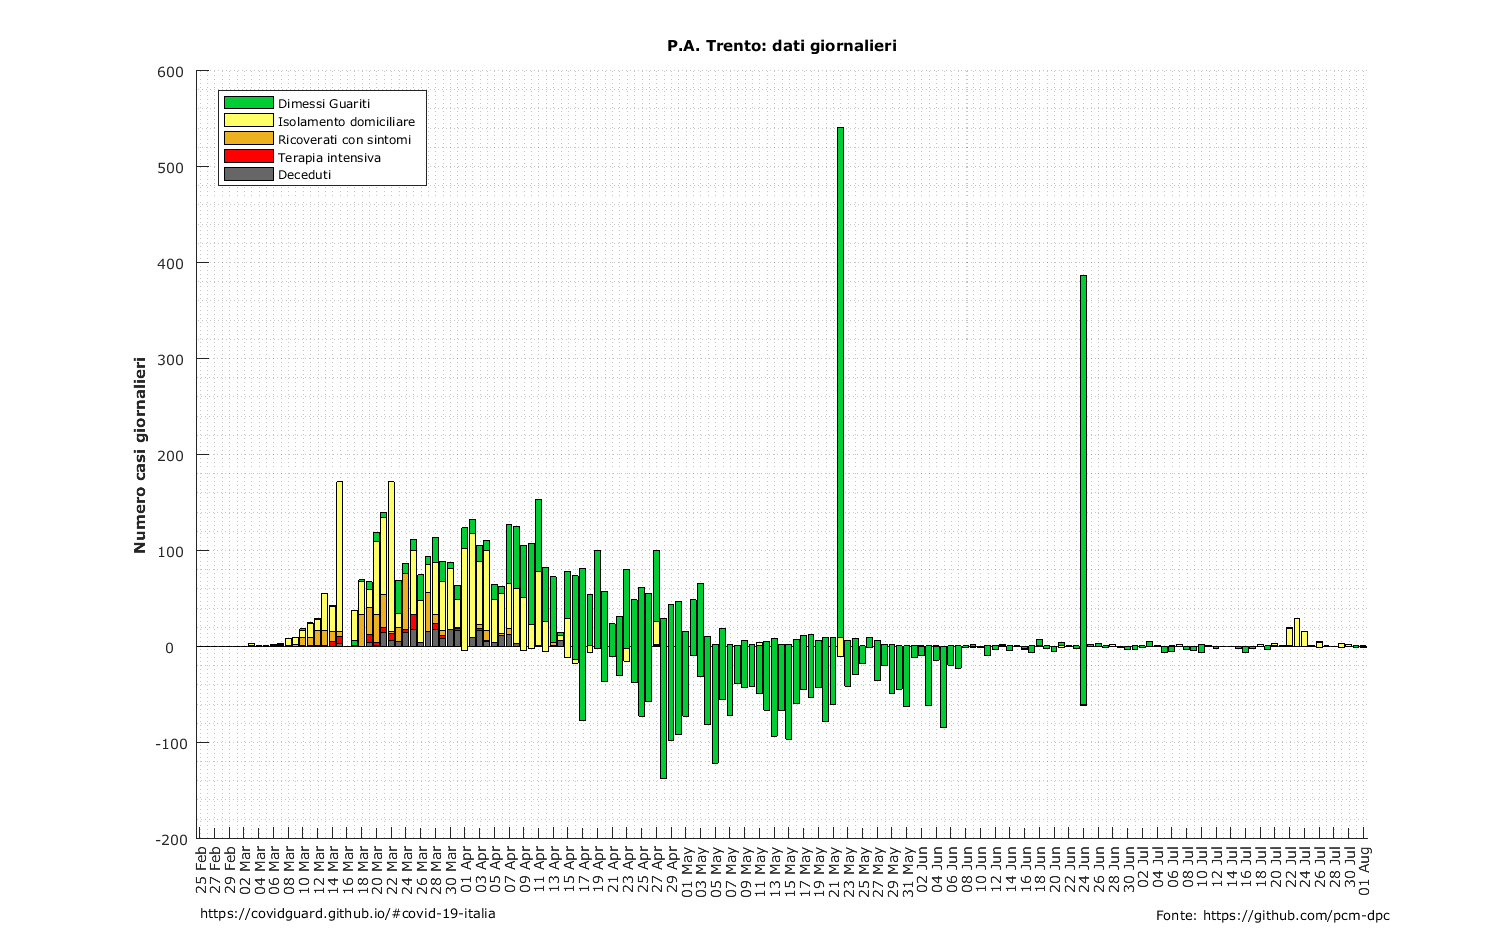 P.A. Trento: dati giornalieri
600
500
400
300
200
100
0
-100
-200
Numero casi giornalieri
Dimessi Guariti
Isolamento domiciliare
Ricoverati con sintomi
Terapia intensiva
Deceduti
25 Feb
27 Feb
29 Feb
02 Mar
04 Mar
06 Mar
08 Mar
10 Mar
12 Mar
14 Mar
16 Mar
18 Mar
20 Mar
22 Mar
24 Mar
26 Mar
28 Mar
30 Mar
01 Apr
03 Apr
05 Apr
07 Apr
09 Apr
11 Apr
13 Apr
15 Apr
17 Apr
19 Apr
21 Apr
23 Apr
25 Apr
27 Apr
29 Apr
01 May
03 May
05 May
07 May
09 May
11 May
13 May
15 May
17 May
19 May
21 May
23 May
25 May
27 May
29 May
31 May
02 Jun
04 Jun
06 Jun
08 Jun
10 Jun
12 Jun
14 Jun
16 Jun
18 Jun
20 Jun
22 Jun
24 Jun
26 Jun
28 Jun
30 Jun
02 Jul
04 Jul
06 Jul
08 Jul
10 Jul
12 Jul
14 Jul
16 Jul
18 Jul
20 Jul
22 Jul
24 Jul
26 Jul
28 Jul
30 Jul
01 Aug
https://covidguard.github.io/#covid-19-italia
Fonte: https://github.com/pcm-dpc